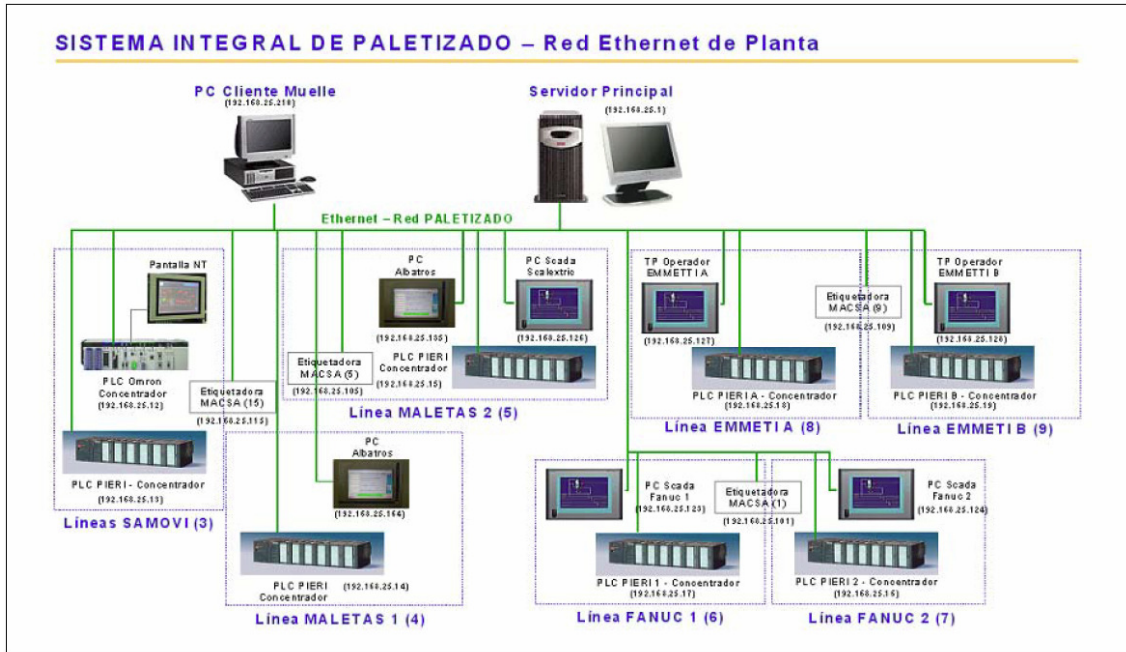 SISTEMA INTEGRAL DE PALETIZADO – Red Ethernet de Planta
PC Cliente Muelle
(192.168.25.210)
Servidor Principal
(192.168.25.1)
Ethernet – Red PALETIZADO
Pantalla NT
PLC Omron
Concentrador
(192.168.25.12)
Etiquetadora
MACSA (15)
(192.168.25.115)
PLC PIERI - Concentrador
(192.168.25.13)
Líneas SAMOVI (3)
PC
Albatros
(192.168.25.185)
PC Scada
Scalextric
(192.168.25.126)
Etiquetadora
MACSA (5)
(192.168.25.105)
PLC PIERI
Concentrador
(192.168.25.15)
Línea MALETAS 2 (5)
PC
Albatros
(192.168.25.164)
PLC PIERI
Concentrador
(192.168.25.14)
Línea MALETAS 1 (4)
TP Operador
EMMETTI A
(192.168.25.127)
PLC PIERI A - Concentrador
(192.168.25.18)
Línea EMMETI A (8)
Etiquetadora
MACSA (9)
(192.168.25.109)
TP Operador
EMMETTI B
(192.168.25.128)
PLC PIERI B - Concentrador
(192.168.25.19)
Línea EMMETI B (9)
PC Scada
Fanuc 1
(192.168.25.123)
Etiquetadora
MACSA (1)
(192.168.25.101)
PLC PIERI 1 - Concentrador
(192.168.25.17)
Línea FANUC 1 (6)
PC Scada
Fanuc 2
(192.168.25.124)
PLC PIERI 2 - Concentrador
(192.168.25.16)
Línea FANUC 2 (7)